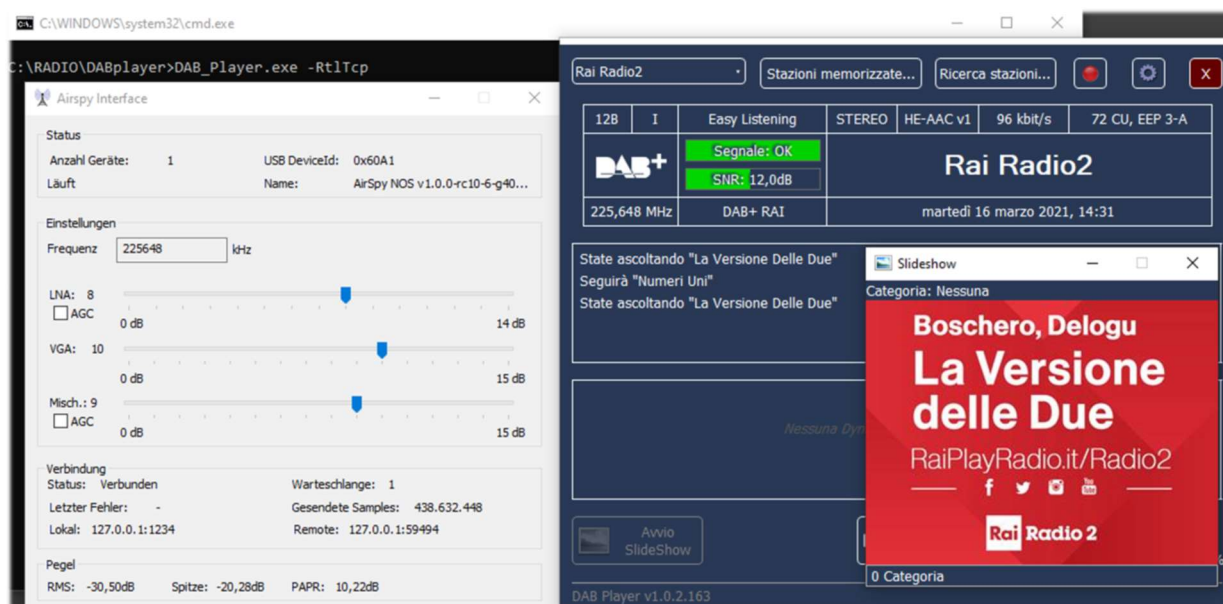 C:\WINDOWS\system32\cmd.exe
C:\RADIO\DABplayer>DAB_Player.exe -RtlTcp
Airspy Interface
Status
Anzahl Geräte: 1 USB DeviceId: 0x60A1
Läuft Name: AirSpy NOS v1.0.0-rc10-6-g40...
Einstellungen
Frequenz 225648 kHz
LNA: 8
AGC
0 dB 14 dB
VGA: 10
0 dB 15 dB
Misch.: 9
AGC
0 dB 15 dB
Verbindung
Status: Verbunden Warteschlange: 1
Letzter Fehler: - Gesendete Samples: 438.632.448
Lokal: 127.0.0.1:1234 Remote: 127.0.0.1:59494
Pegel
RMS: -30,50dB Spitze: -20,28dB PAPR: 10,22dB
Rai Radio2 Stazioni memorizzate... Ricerca stazioni... X
12B I Easy Listening STEREO HE-AAC v1 96 kbit/s 72 CU, EEP 3-A
DAB+ Segnale: OK Rai Radio2
SNR: 12,0dB
225,648 MHz DAB+ RAI martedì 16 marzo 2021, 14:31
State ascoltando "La Versione Delle Due"
Seguirà "Numeri Uni"
State ascoltando "La Versione Delle Due"
Nessuna Dyn
Avvio
SlideShow
DAB Player v1.0.2.163
Slideshow
Categoria: Nessuna
Boschero, Delogu
La Versione
delle Due
RaiPlayRadio.it/Radio2
f You Tube
Rai Radio 2
0 Categoria